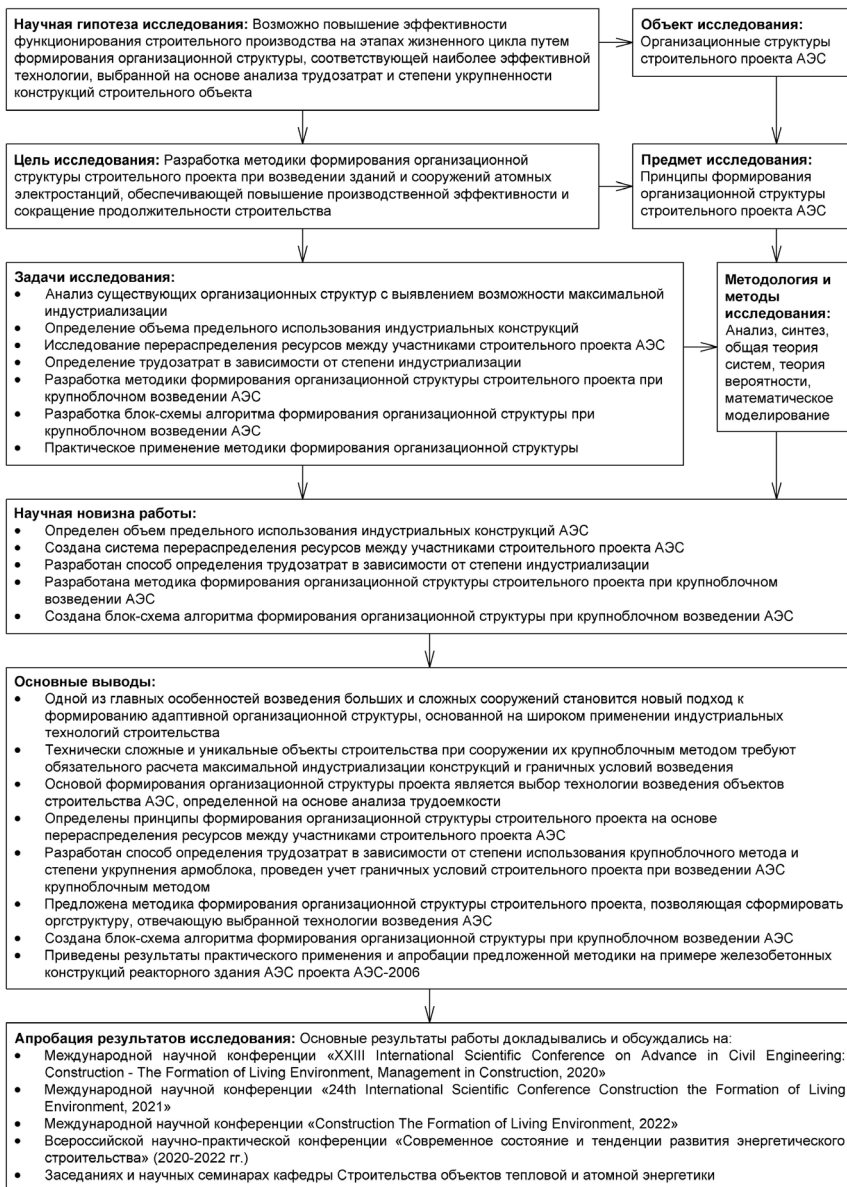 Научная гипотеза исследования: Возможно повышение эффективности
функционирования строительного производства на этапах жизненного цикла путем
формирования организационной структуры, соответствующей наиболее эффективной
технологии, выбранной на основе анализа трудозатрат и степени укрупненности
конструкций строительного объекта
Объект исследования:
Организационные структуры
строительного проекта АЭС
Цель исследования: Разработка методики формирования организационной
структуры строительного проекта при возведении зданий и сооружений атомных
электростанций, обеспечивающей повышение производственной эффективности и
сокращение продолжительности строительства
Предмет исследования:
Принципы формирования
организационной структуры
строительного проекта АЭС
Задачи исследования:
• Анализ существующих организационных структур с выявлением возможности максимальной
индустриализации
• Определение объема предельного использования индустриальных конструкций
• Исследование перераспределения ресурсов между участниками строительного проекта АЭС
• Определение трудозатрат в зависимости от степени индустриализации
• Разработка методики формирования организационной структуры строительного проекта при
крупноблочном возведении АЭС
• Разработка блок-схемы алгоритма формирования организационной структуры при
крупноблочном возведении АЭС
• Практическое применение методики формирования организационной структуры
Методология и
методы
исследования:
Анализ, синтез,
общая теория
систем, теория
вероятности,
математическое
моделирование
Научная новизна работы:
• Определен объем предельного использования индустриальных конструкций АЭС
• Создана система перераспределения ресурсов между участниками строительного проекта АЭС
• Разработан способ определения трудозатрат в зависимости от степени индустриализации
• Разработана методика формирования организационной структуры строительного проекта при крупноблочном
возведении АЭС
• Создана блок-схема алгоритма формирования организационной структуры при крупноблочном возведении АЭС
Основные выводы:
• Одной из главных особенностей возведения больших и сложных сооружений становится новый подход к
формированию адаптивной организационной структуры, основанной на широком применении индустриальных
технологий строительства
• Технически сложные и уникальные объекты строительства при сооружении их крупноблочным методом требуют
обязательного расчета максимальной индустриализации конструкций и граничных условий возведения
• Основой формирования организационной структуры проекта является выбор технологии возведения объектов
строительства АЭС, определенной на основе анализа трудоемкости
• Определены принципы формирования организационной структуры строительного проекта на основе
перераспределения ресурсов между участниками строительного проекта АЭС
• Разработан способ определения трудозатрат в зависимости от степени использования крупноблочного метода и
степени укрупнения армоблока, проведен учет граничных условий строительного проекта при возведении АЭС
крупноблочным методом
• Предложена методика формирования организационной структуры строительного проекта, позволяющая сформировать
оргструктуру, отвечающую выбранной технологии возведения АЭС
• Создана блок-схема алгоритма формирования организационной структуры при крупноблочном возведении АЭС
• Приведены результаты практического применения и апробации предложенной методики на примере железобетонных
конструкций реакторного здания АЭС проекта АЭС-2006
Апробация результатов исследования: Основные результаты работы докладывались и обсуждались на:
• Международной научной конференции «XXIII International Scientific Conference on Advance in Civil Engineering:
Construction - The Formation of Living Environment, Management in Construction, 2020»
• Международной научной конференции «24th International Scientific Conference Construction the Formation of Living
Environment, 2021»
• Международной научной конференции «Construction The Formation of Living Environment, 2022»
• Всероссийской научно-практической конференции «Современное состояние и тенденции развития энергетического
строительства» (2020-2022 гг.)
• Заседаниях и научных семинарах кафедры Строительства объектов тепловой и атомной энергетики